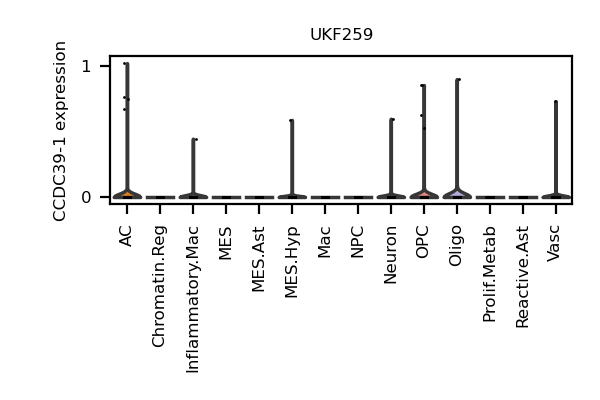 UKF259
CCDC39-1 expression
1
0
AC
Chromatin.Reg
Inflammatory.Mac
MES
MES.Ast
MES.Hyp
Mac
NPC
Neuron
OPC
Oligo
Prolif.Metab
Reactive.Ast
Vasc